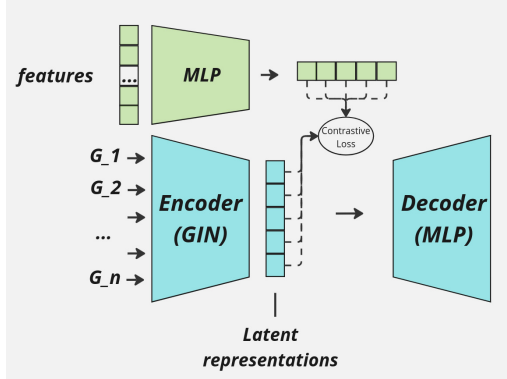 features
...
MLP
Contrastive
Loss
G_1
G_2
...
G_n
Encoder
(GIN)
Decoder
(MLP)
Latent
representations